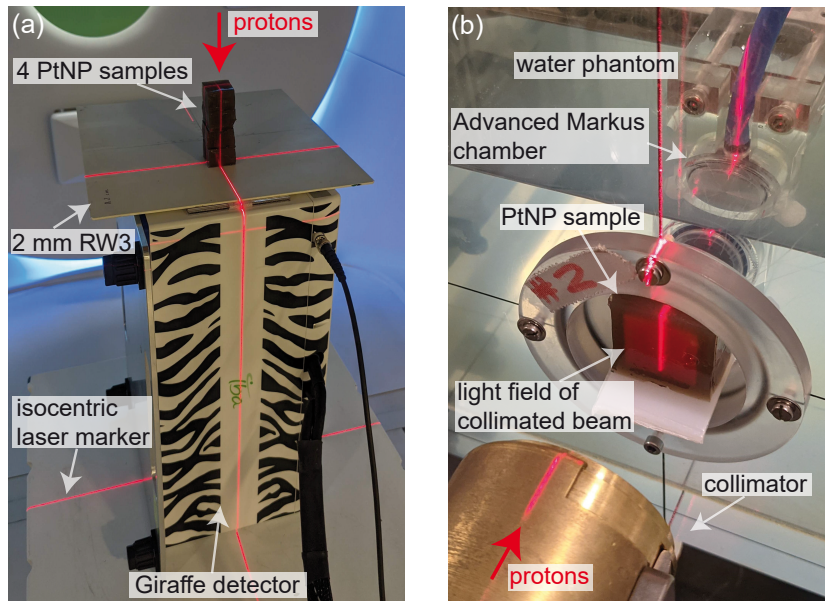 (a)
protons
4 PtNP samples
2 mm RW3
isocentric
laser marker
iba
Giraffe detector
(b)
water phantom
Advanced Markus
chamber
PtNP sample
#2
light field of
collimated beam
collimator
protons